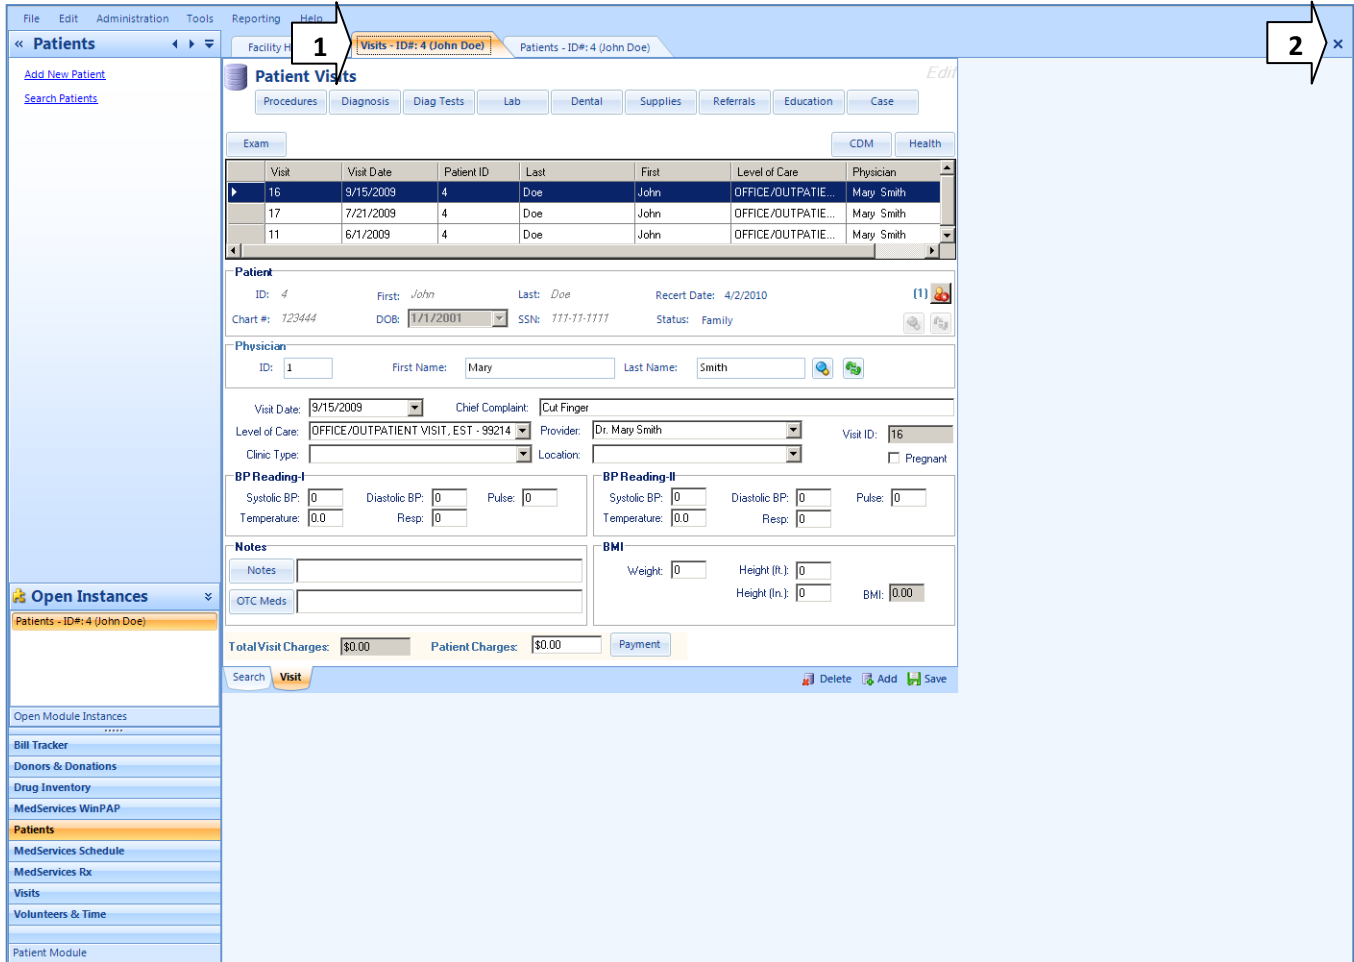 File Edit Administration Tools Reporting Help
« Patients
Facility H
1
Visits - ID#: 4 (John Doe)
Patients - ID#: 4 (John Doe)
2
Add New Patient
Search Patients
Patient Visits
Edit
Procedures Diagnosis Diag Tests Lab Dental Supplies Referrals Education Case
Exam CDM Health
Visit Visit Date Patient ID Last First Level of Care Physician
16 9/15/2009 4 Doe John OFFICE/OUTPATIE... Mary Smith
17 7/21/2009 4 Doe John OFFICE/OUTPATIE... Mary Smith
11 6/1/2009 4 Doe John OFFICE/OUTPATIE... Mary Smith
Patient
ID: 4 First: John Last: Doe Recert Date: 4/2/2010 (1)
Chart #: 123444 DOB: 1/1/2001 SSN: 111-11-1111 Status: Family
Physician
ID: 1 First Name: Mary Last Name: Smith
Visit Date: 9/15/2009 Chief Complaint: Cut Finger
Level of Care: OFFICE/OUTPATIENT VISIT, EST - 99214 Provider: Dr. Mary Smith Visit ID: 16
Clinic Type: Location: Pregnant
BP Reading-I BP Reading-II
Systolic BP: 0 Diastolic BP: 0 Pulse: 0 Systolic BP: 0 Diastolic BP: 0 Pulse: 0
Temperature: 0.0 Resp: 0 Temperature: 0.0 Resp: 0
Notes BMI
Notes Weight: 0 Height (ft.): 0
OTC Meds Height (In.): 0 BMI: 0.00
Total Visit Charges: $0.00 Patient Charges: $0.00 Payment
Search Visit Delete Add Save
Open Instances
Patients - ID#: 4 (John Doe)
Open Module Instances
Bill Tracker
Donors & Donations
Drug Inventory
MedServices WinPAP
Patients
MedServices Schedule
MedServices Rx
Visits
Volunteers & Time
Patient Module